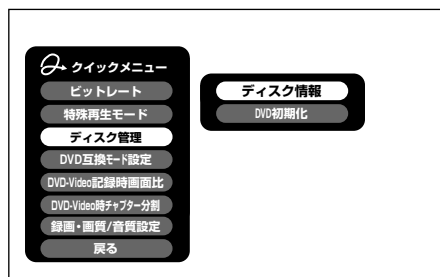 クイックメニュー
ビットレート
特殊再生モード
ディスク管理
DVD互換モード設定
DVD-Video記録時画面比
DVD-Video時チャプター分割
録画・画質/音質設定
戻る
ディスク情報
DVD初期化